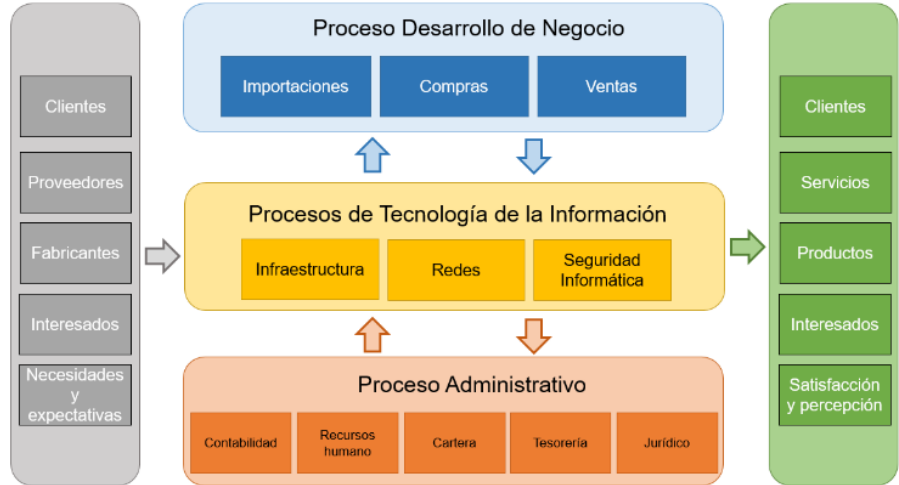 Clientes
Proveedores
Fabricantes
Interesados
Necesidades
y
expectativas
Proceso Desarrollo de Negocio
Importaciones
Compras
Ventas
Procesos de Tecnología de la Información
Infraestructura
Redes
Seguridad
Informática
Proceso Administrativo
Contabilidad
Recursos
humano
Cartera
Tesorería
Jurídico
Clientes
Servicios
Productos
Interesados
Satisfacción
y percepción